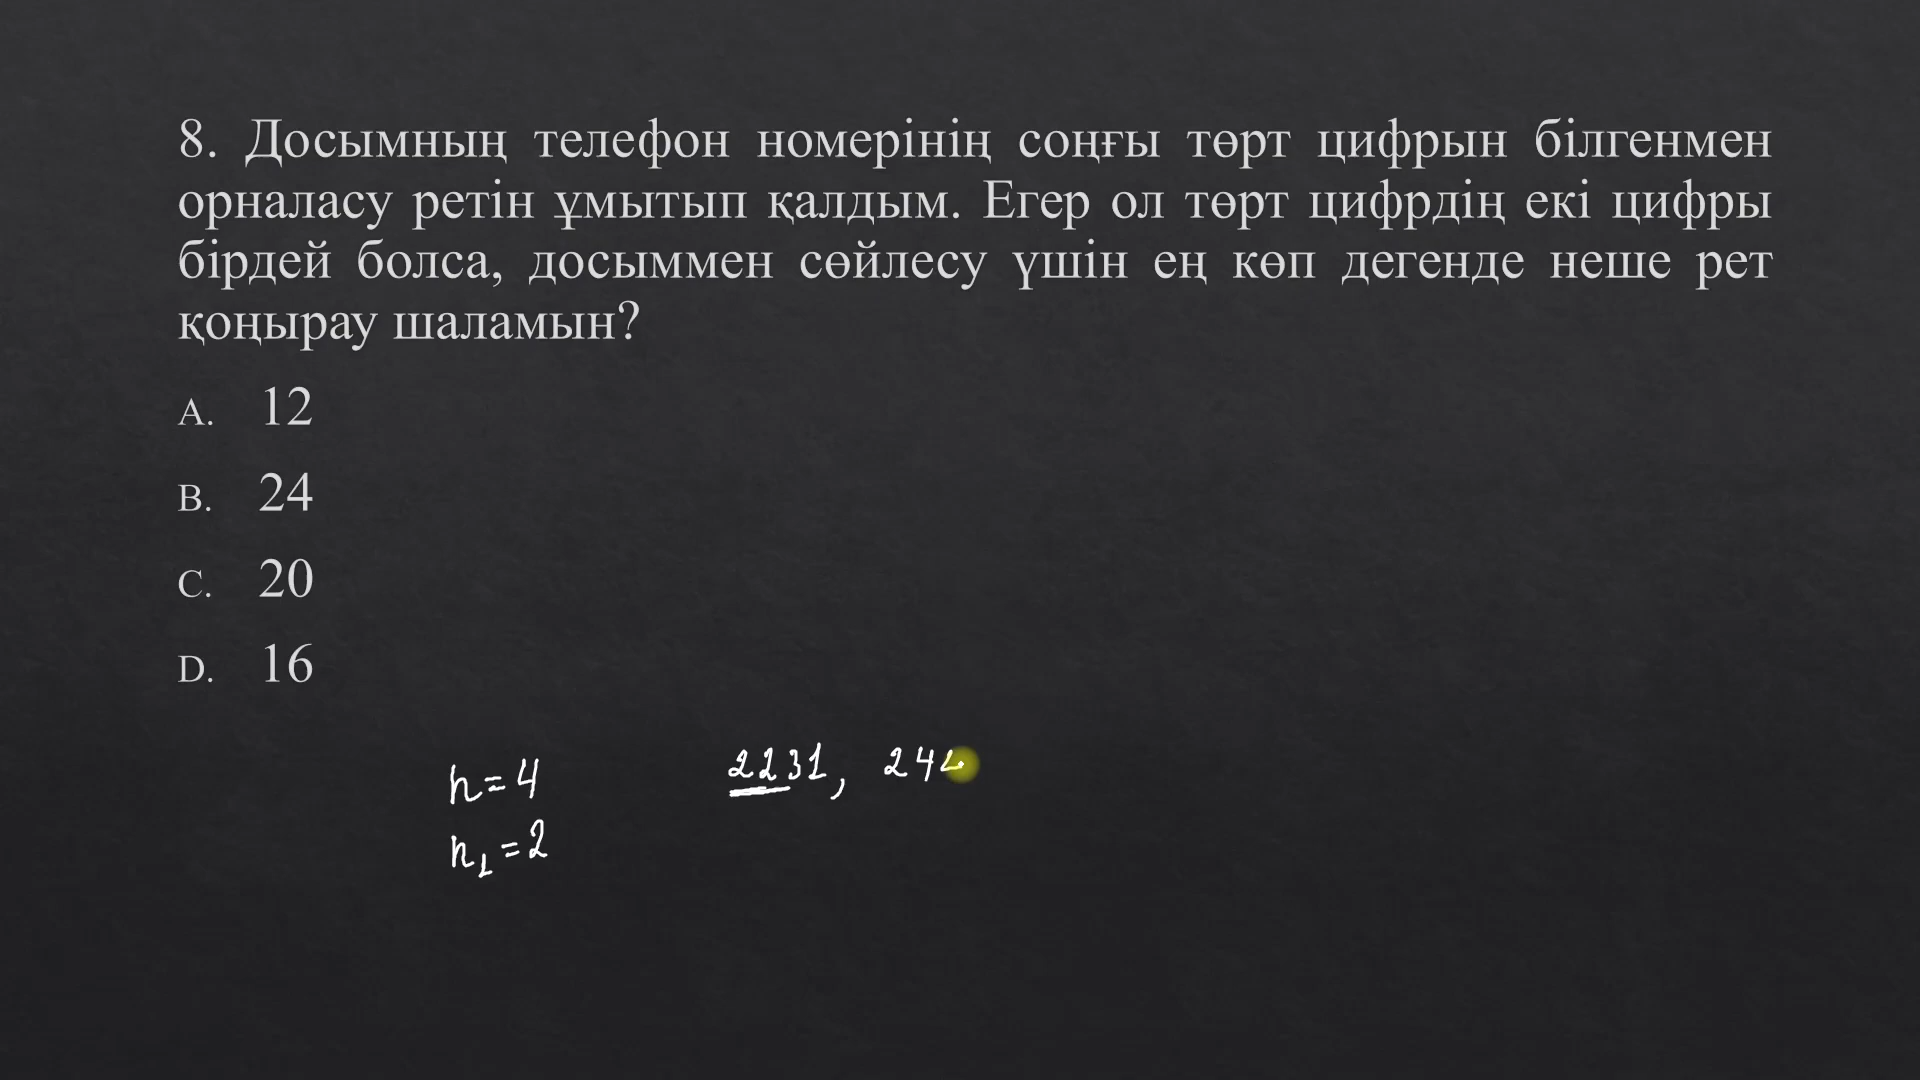 8. Досымның телефон номерінің соңғы төрт цифрын білгенмен
орналасу ретін ұмытып қалдым. Егер ол төрт цифрдің екі цифры
бірдей болса, досыммен сөйлесу үшін ең көп дегенде неше рет
қоңырау шаламын?
A. 12
B. 24
C. 20
D. 16
n=4 2231, 244
n₁=2